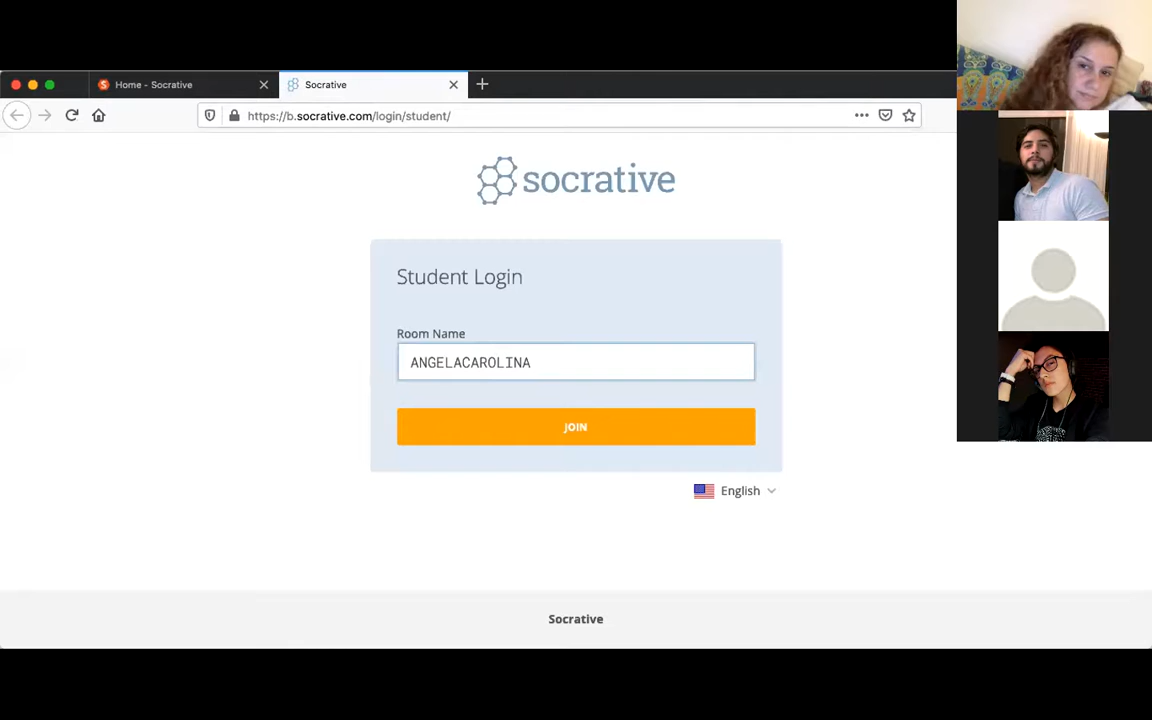 Home - Socrative
Socrative
https://b.socrative.com/login/student/
socrative
Student Login
Room Name
ANGELACAROLINA
JOIN
English
Socrative